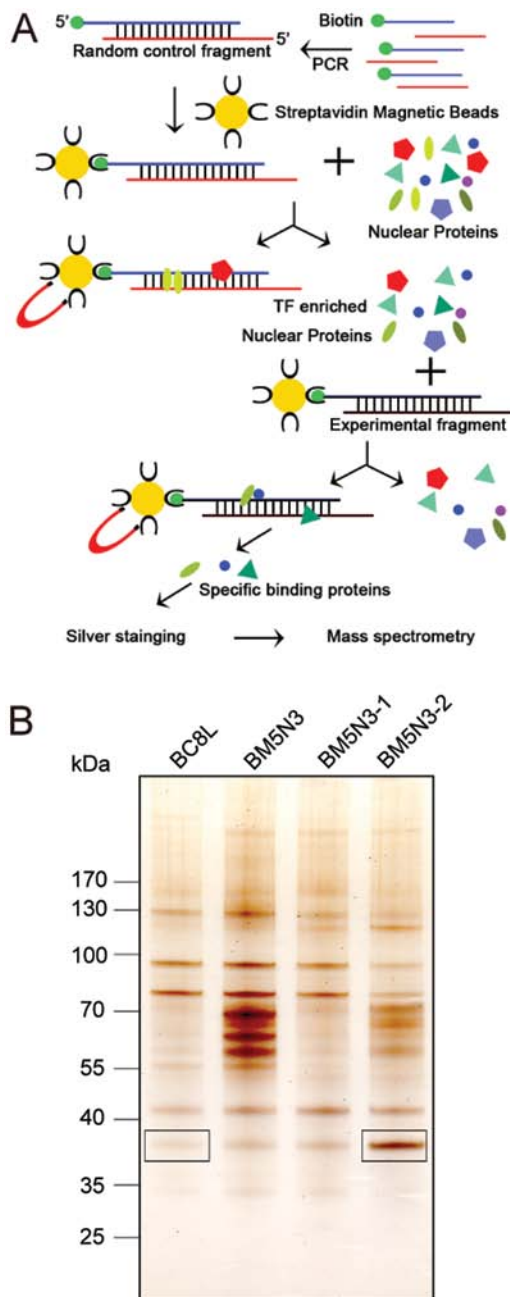 A
5'
Biotin
Random control fragment
5'
PCR
Streptavidin Magnetic Beads
+
Nuclear Proteins
TF enriched
Nuclear Proteins
+
Experimental fragment
Specific binding proteins
Silver stainging
Mass spectrometry
B
kDa
BC8L
BM5N3
BM5N3-1
BM5N3-2
170
130
100
70
55
40
35
25